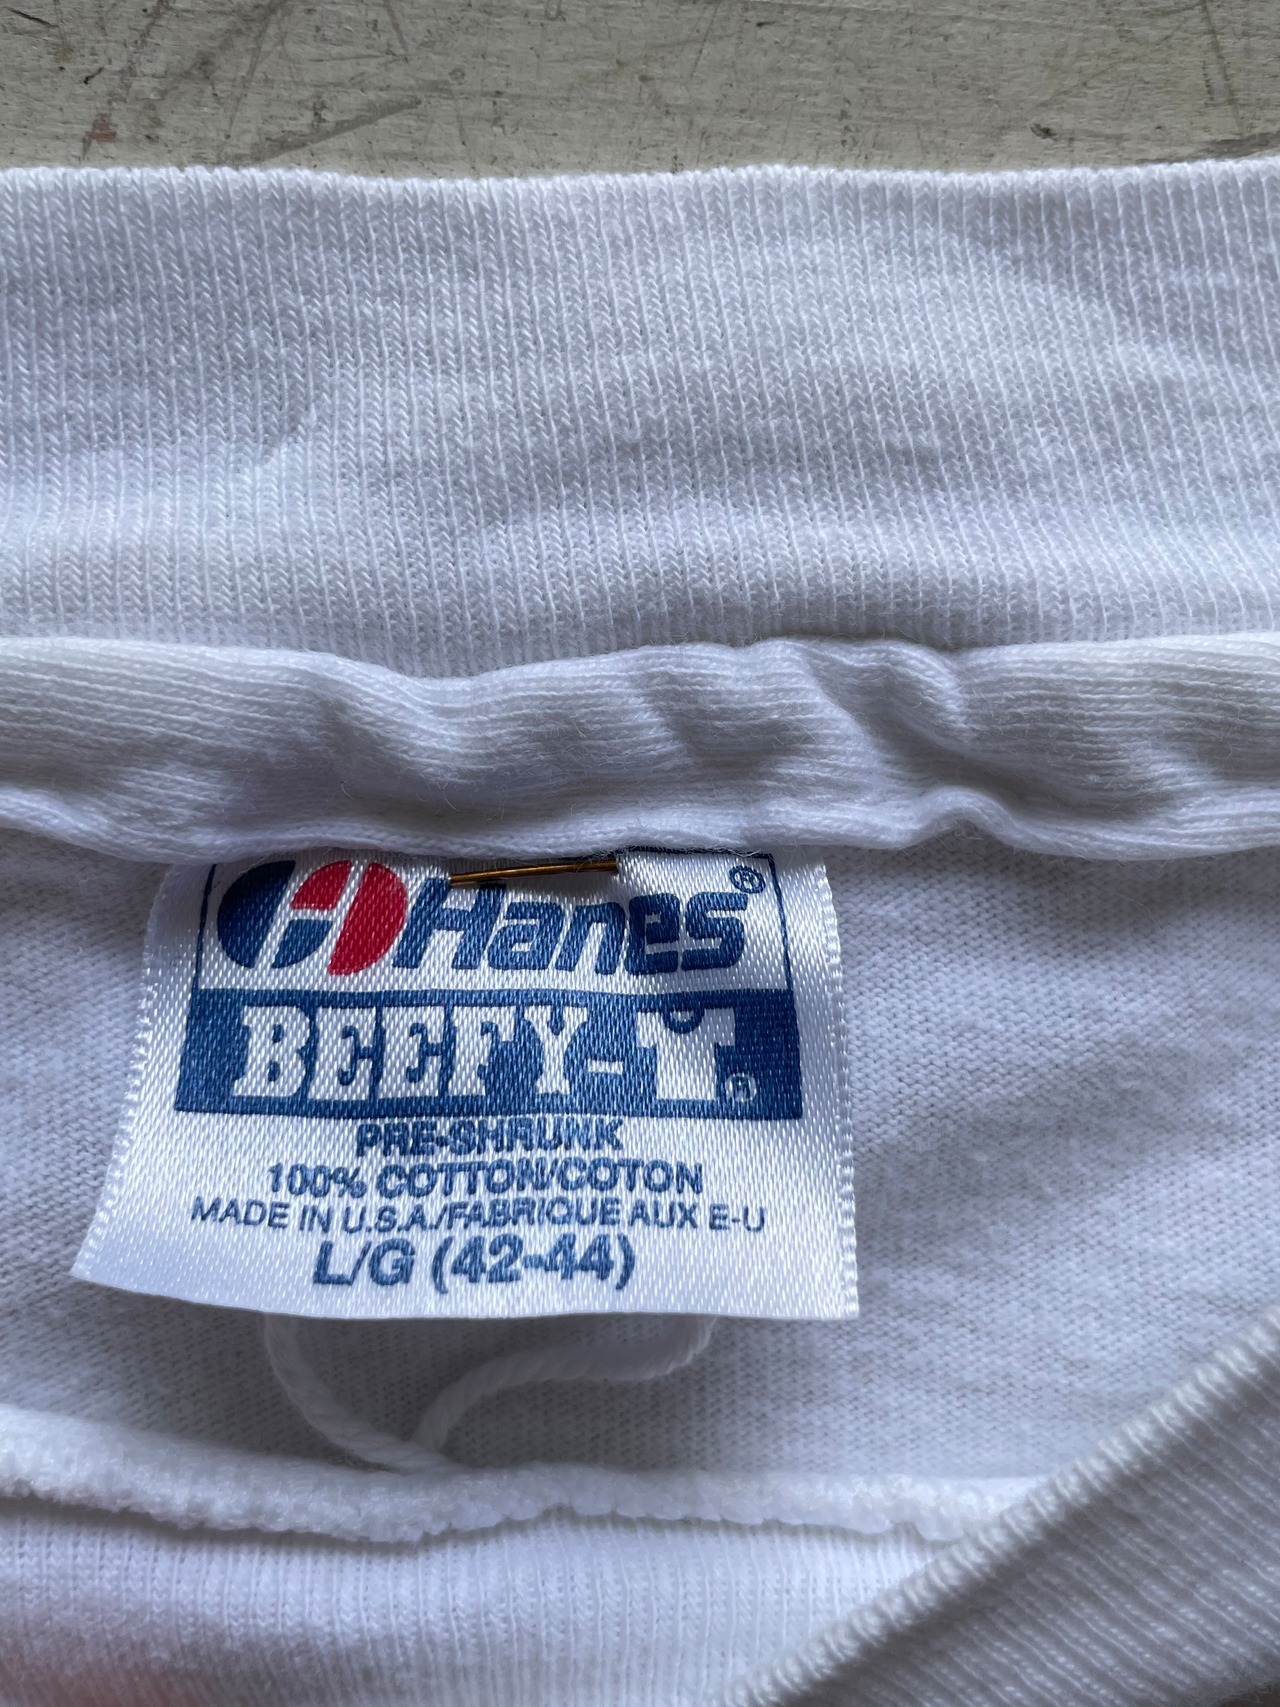 Hanes®
BEEFY-T®
PRE-SHRUNK
100% COTTON/COTON
MADE IN U.S.A/FABRIQUE AUX E-U
L/G (42-44)